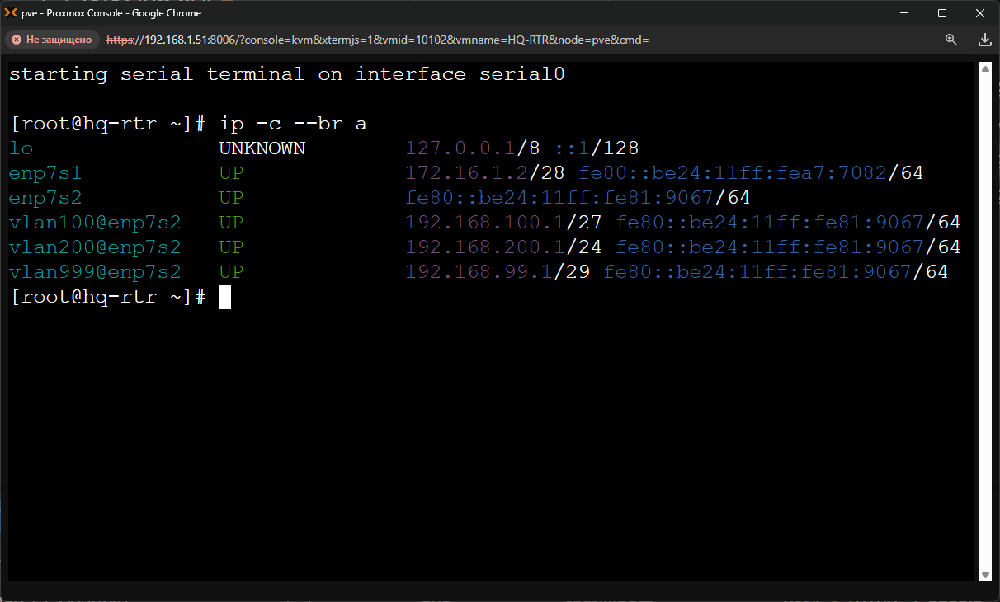 pve - Proxmox Console - Google Chrome
Не защищено https://192.168.1.51:8006/?console=kvm&xtermjs=1&vmid=10102&vmname=HQ-RTR&node=pve&cmd=
starting serial terminal on interface serial0
[root@hq-rtr ~]# ip -c --br a
lo UNKNOWN 127.0.0.1/8 ::1/128
enp7s1 UP 172.16.1.2/28 fe80::be24:11ff:fea7:7082/64
enp7s2 UP fe80::be24:11ff:fe81:9067/64
vlan100@enp7s2 UP 192.168.100.1/27 fe80::be24:11ff:fe81:9067/64
vlan200@enp7s2 UP 192.168.200.1/24 fe80::be24:11ff:fe81:9067/64
vlan999@enp7s2 UP 192.168.99.1/29 fe80::be24:11ff:fe81:9067/64
[root@hq-rtr ~]#